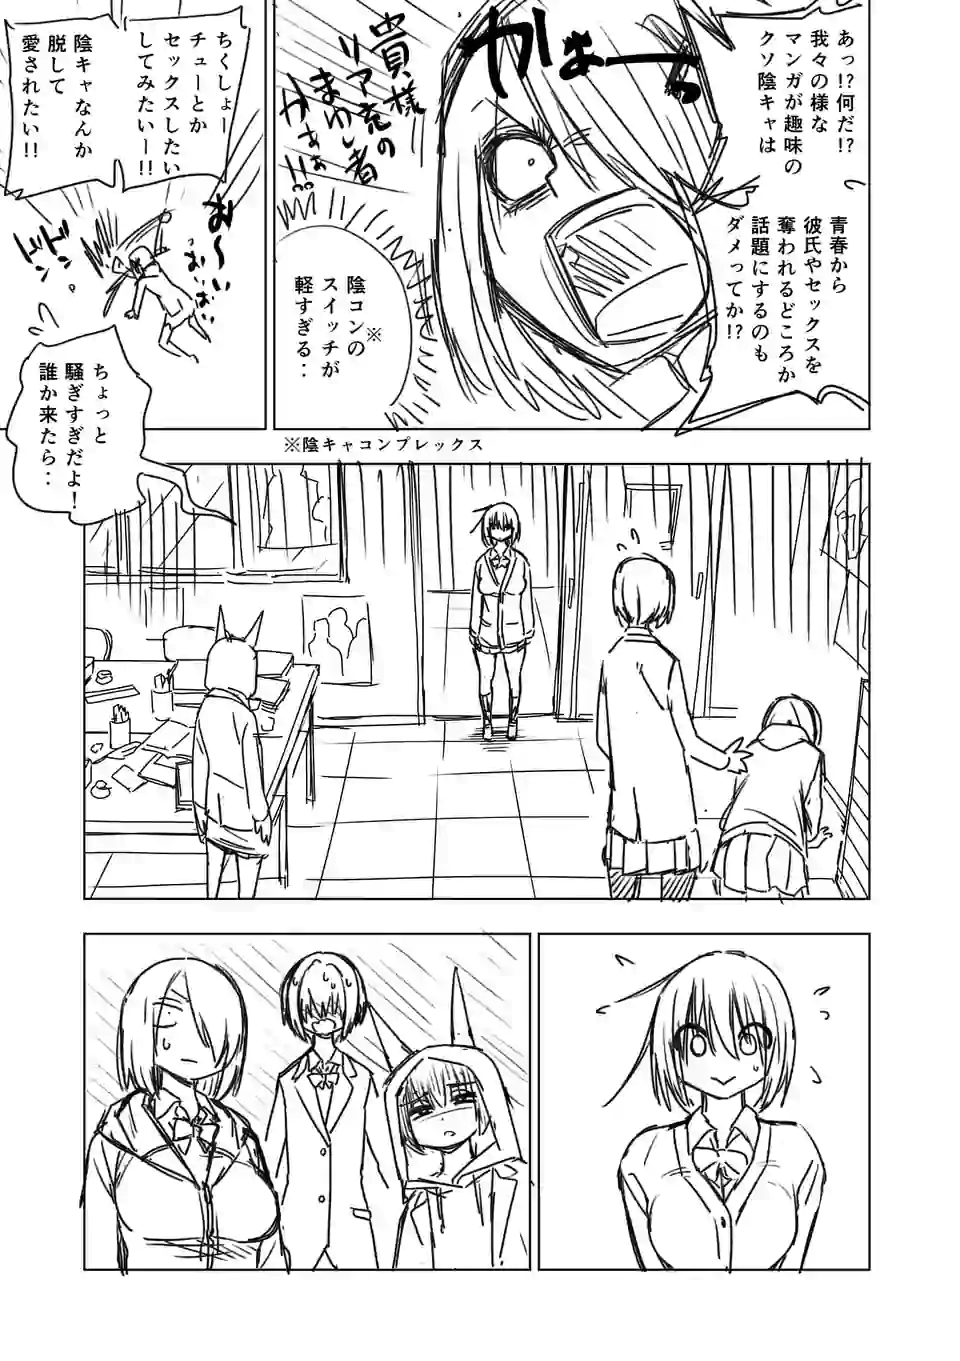 あっ!?何だ!?
我々の様な
マンガが趣味の
クソ陰キャは
青春から
彼氏やセックスを
奪われるどころか
話題にするのも
ダメってか!?
かはーーっ
貴様
リア充の
まわし者
かぁぁぁ!!!
陰コンの※
スイッチが
軽すぎる‥
※陰キャコンプレックス
ちくしょー
チューとか
セックスしたい
してみたいー!!
陰キャなんか
脱して
愛されたい!!
お〜
おいおい
ドン
ドン
ちょっと
騒ぎすぎだよ!
誰か来たら‥